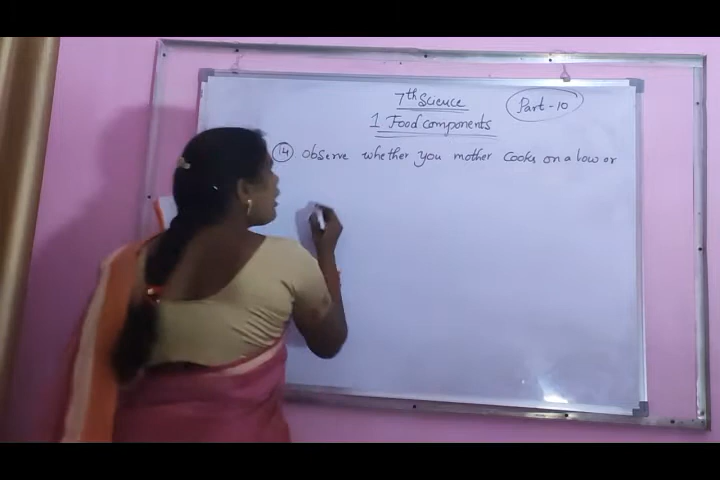 7th Science
Part-10
1 Food components
14 Observe whether you mother cooks on a low or